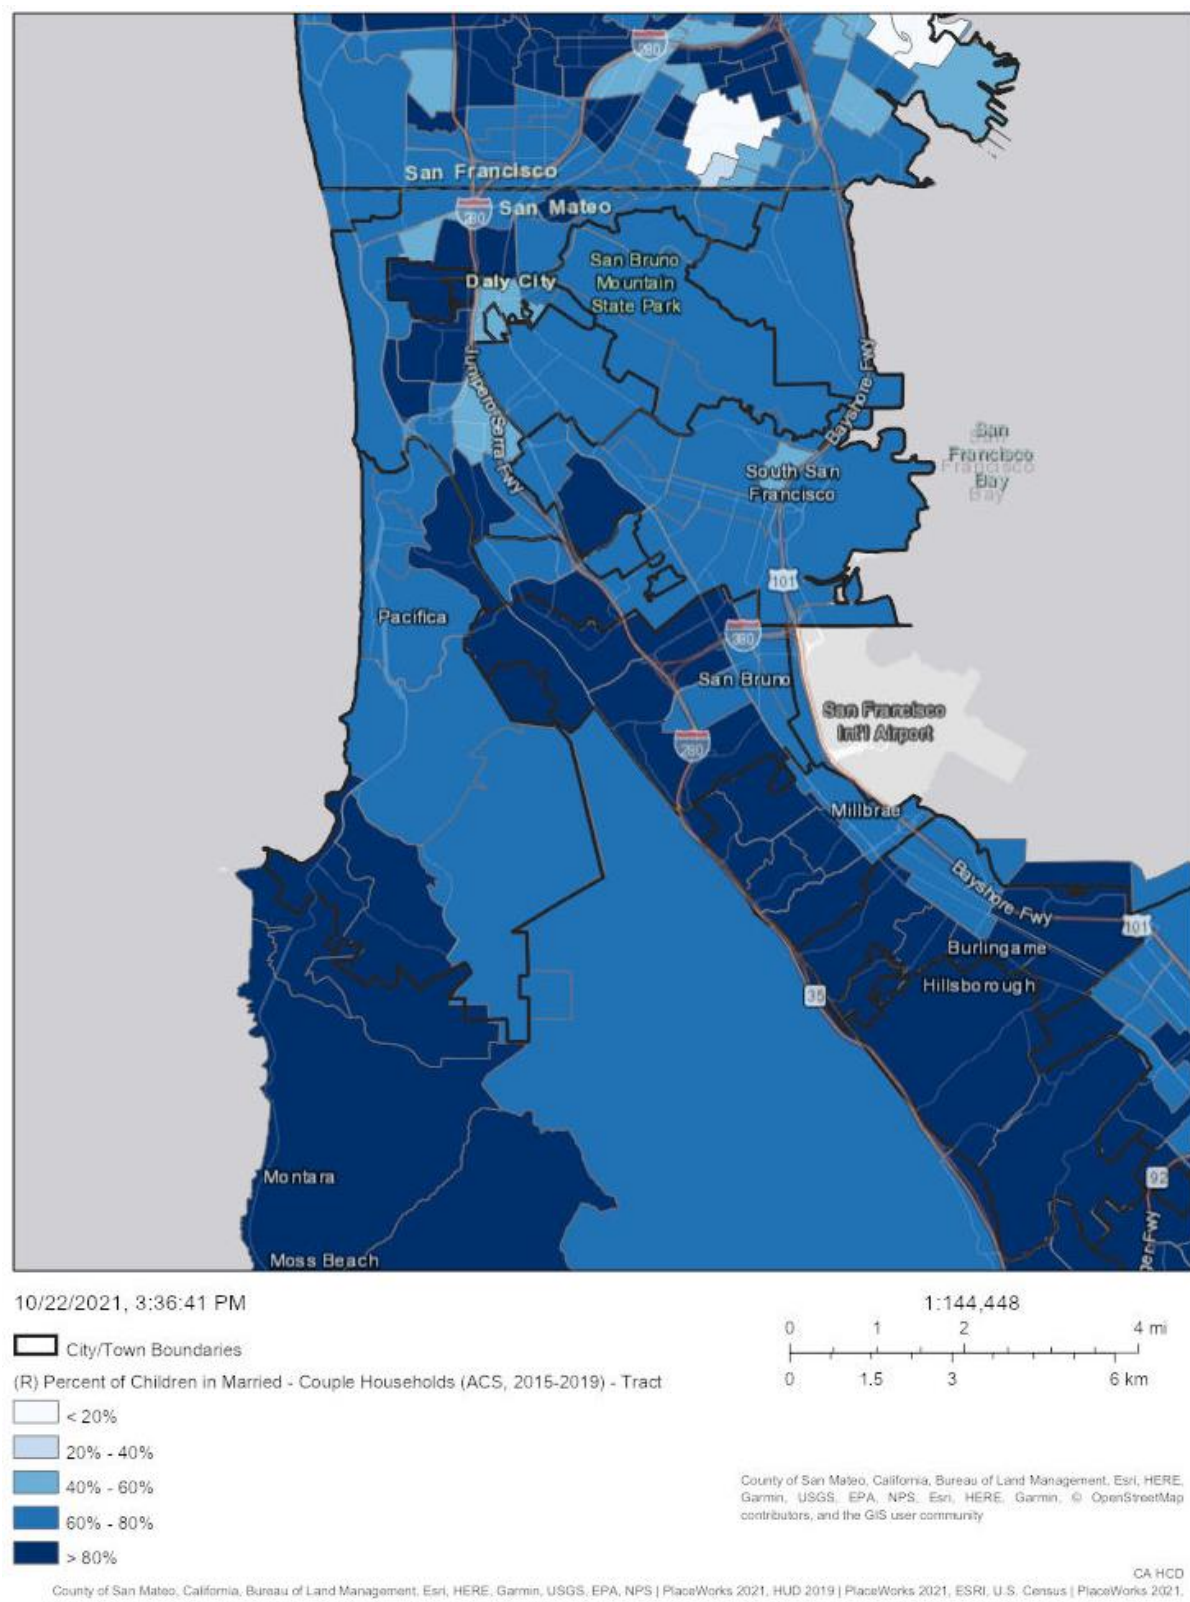 280
San Francisco
280
San Mateo
San Bruno
Mountain
State Park
Daly City
Junipero Serra Fwy
Bayshore Fwy
San
Francisco
Bay
South San
Francisco
101
Pacifica
380
San Bruno
San Francisco
Int'l Airport
280
Millbrae
Bayshore Fwy
101
Burlingame
Hillsborough
35
Montara
92
Moss Beach
10/22/2021, 3:36:41 PM
1:144,448
0 1 2 4 mi
0 1.5 3 6 km
City/Town Boundaries
(R) Percent of Children in Married - Couple Households (ACS, 2015-2019) - Tract
< 20%
20% - 40%
40% - 60%
60% - 80%
> 80%
County of San Mateo, California, Bureau of Land Management, Esri, HERE,
Garmin, USGS, EPA, NPS, Esri, HERE, Garmin, © OpenStreetMap
contributors, and the GIS user community
CA HCD
County of San Mateo, California, Bureau of Land Management, Esri, HERE, Garmin, USGS, EPA, NPS | PlaceWorks 2021, HUD 2019 | PlaceWorks 2021, ESRI, U.S. Census | PlaceWorks 2021,